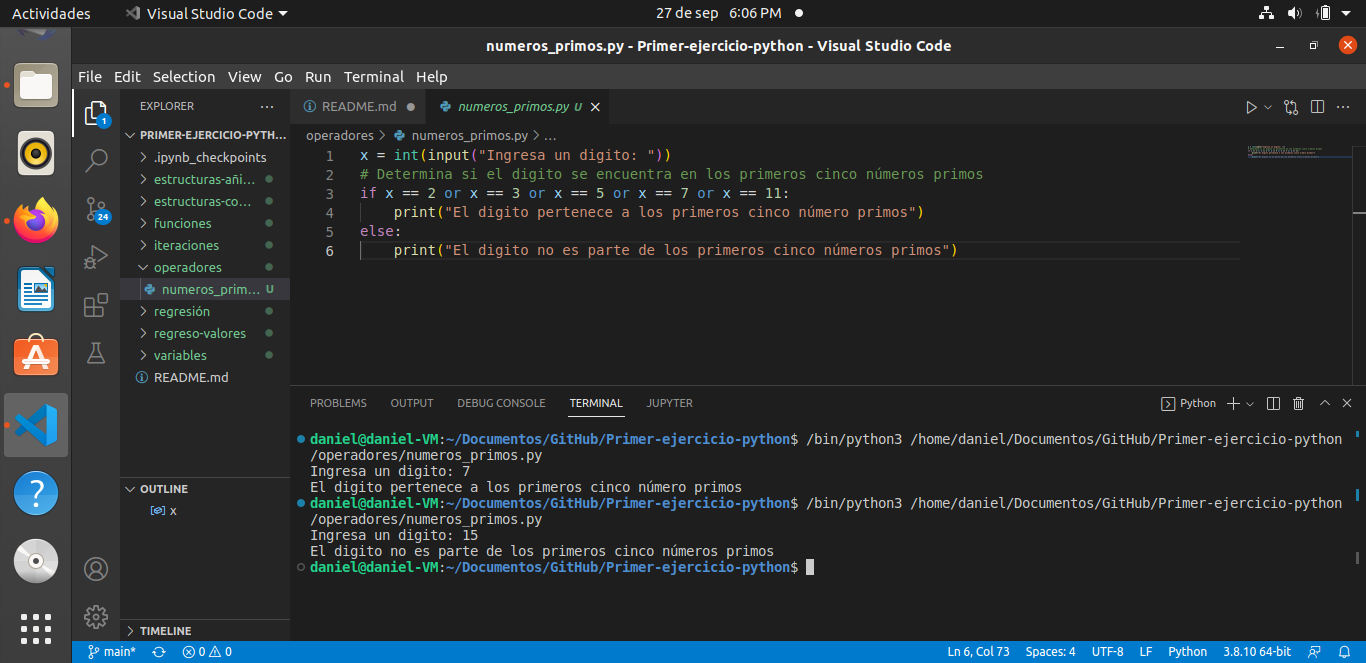 Actividades
Visual Studio Code
27 de sep 6:06 PM
numeros_primos.py - Primer-ejercicio-python - Visual Studio Code
File Edit Selection View Go Run Terminal Help
EXPLORER
PRIMER-EJERCICIO-PYTH...
.ipynb_checkpoints
estructuras-añi...
estructuras-co...
funciones
iteraciones
operadores
numeros_prim... U
regresión
regreso-valores
variables
README.md
OUTLINE
x
TIMELINE
1
24
README.md
numeros_primos.py U
operadores > numeros_primos.py > ...
1 x = int(input("Ingresa un digito: "))
2 # Determina si el digito se encuentra en los primeros cinco números primos
3 if x == 2 or x == 3 or x == 5 or x == 7 or x == 11:
4 print("El digito pertenece a los primeros cinco número primos")
5 else:
6 print("El digito no es parte de los primeros cinco números primos")
PROBLEMS OUTPUT DEBUG CONSOLE TERMINAL JUPYTER
Python
daniel@daniel-VM:~/Documentos/GitHub/Primer-ejercicio-python$ /bin/python3 /home/daniel/Documentos/GitHub/Primer-ejercicio-python
/operadores/numeros_primos.py
Ingresa un digito: 7
El digito pertenece a los primeros cinco número primos
daniel@daniel-VM:~/Documentos/GitHub/Primer-ejercicio-python$ /bin/python3 /home/daniel/Documentos/GitHub/Primer-ejercicio-python
/operadores/numeros_primos.py
Ingresa un digito: 15
El digito no es parte de los primeros cinco números primos
daniel@daniel-VM:~/Documentos/GitHub/Primer-ejercicio-python$
main* 0 0 Ln 6, Col 73 Spaces: 4 UTF-8 LF Python 3.8.10 64-bit